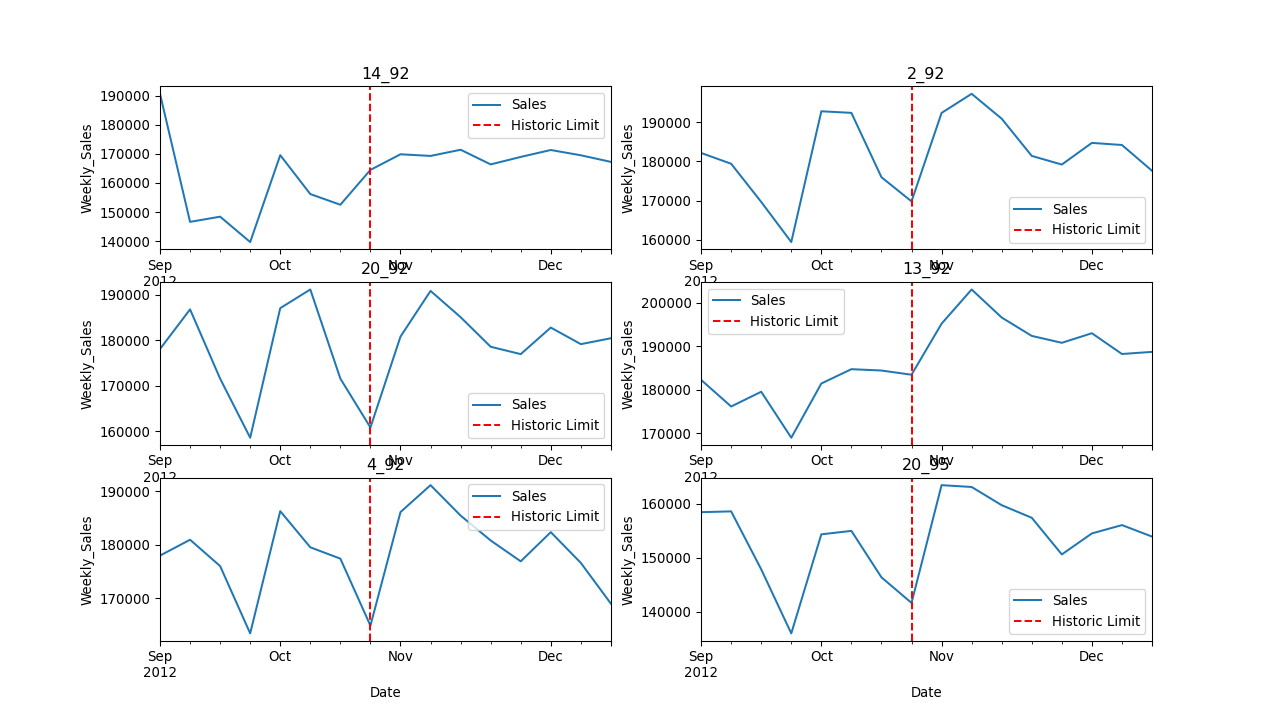 14_92
Weekly_Sales
190000
180000
170000
160000
150000
140000
Sales
Historic Limit
Sep
2012
Oct
Nov
Dec
2_92
Weekly_Sales
190000
180000
170000
160000
Sales
Historic Limit
Sep
2012
Oct
Nov
Dec
20_92
Weekly_Sales
190000
180000
170000
160000
Sales
Historic Limit
Sep
2012
Oct
Nov
Dec
13_92
Weekly_Sales
200000
190000
180000
170000
Sales
Historic Limit
Sep
2012
Oct
Nov
Dec
4_92
Weekly_Sales
190000
180000
170000
Sales
Historic Limit
Sep
2012
Oct
Nov
Dec
Date
20_95
Weekly_Sales
160000
150000
140000
Sales
Historic Limit
Sep
2012
Oct
Nov
Dec
Date